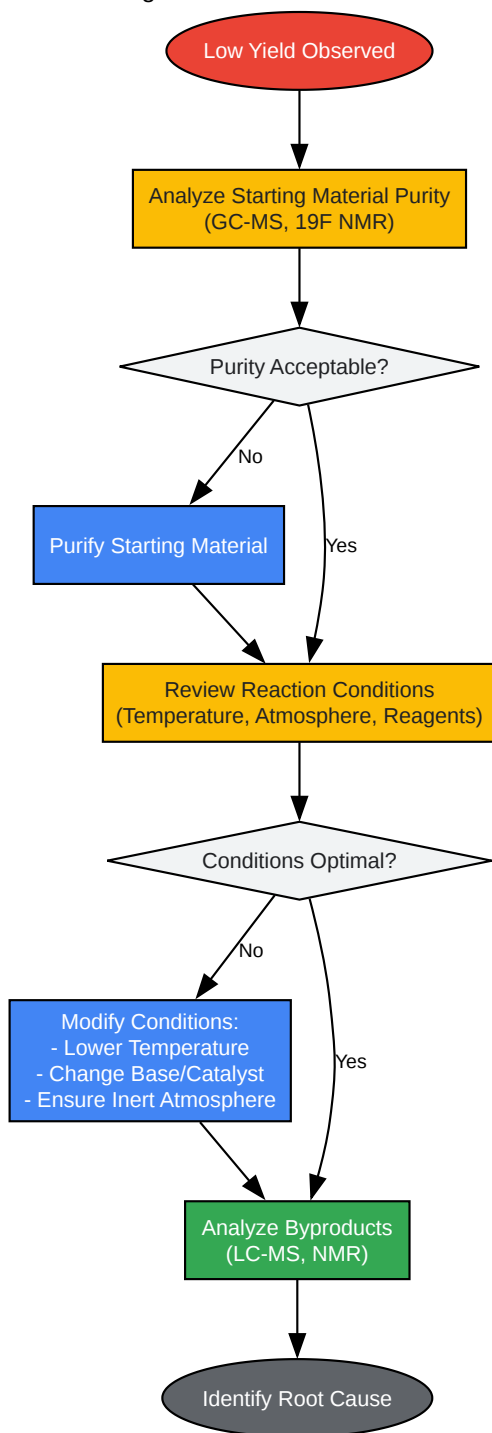 Low Yield Observed
Analyze Starting Material Purity
(GC-MS, 19F NMR)
Purity Acceptable?
No
Purify Starting Material
Yes
Review Reaction Conditions
(Temperature, Atmosphere, Reagents)
Conditions Optimal?
No
Modify Conditions:
- Lower Temperature
- Change Base/Catalyst
- Ensure Inert Atmosphere
Yes
Analyze Byproducts
(LC-MS, NMR)
Identify Root Cause